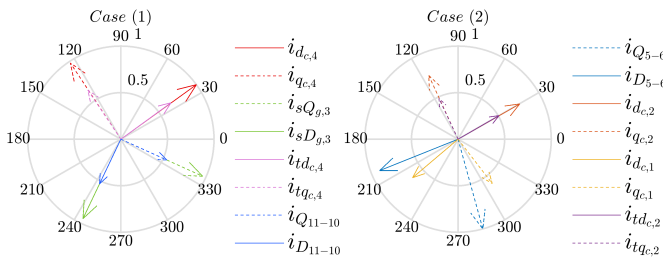 Case (1)
90 1
120 60
0.5
150 30
180 0
210 330
240 300
270
i_{d_{c,4}}
i_{q_{c,4}}
i_{sQ_{g,3}}
i_{sD_{g,3}}
i_{td_{c,4}}
i_{tq_{c,4}}
i_{Q_{11-10}}
i_{D_{11-10}}
Case (2)
90 1
120 60
0.5
150 30
180 0
210 330
240 300
270
i_{Q_{5-6}}
i_{D_{5-6}}
i_{d_{c,2}}
i_{q_{c,2}}
i_{d_{c,1}}
i_{q_{c,1}}
i_{td_{c,2}}
i_{tq_{c,2}}